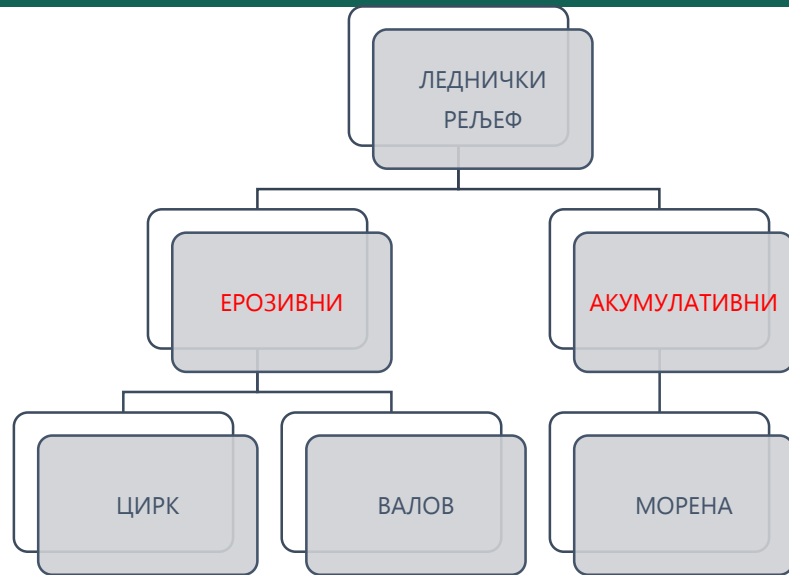 ЛЕДНИЧКИ
РЕЉЕФ
ЕРОЗИВНИ
АКУМУЛАТИВНИ
ЦИРК
ВАЛОВ
МОРЕНА